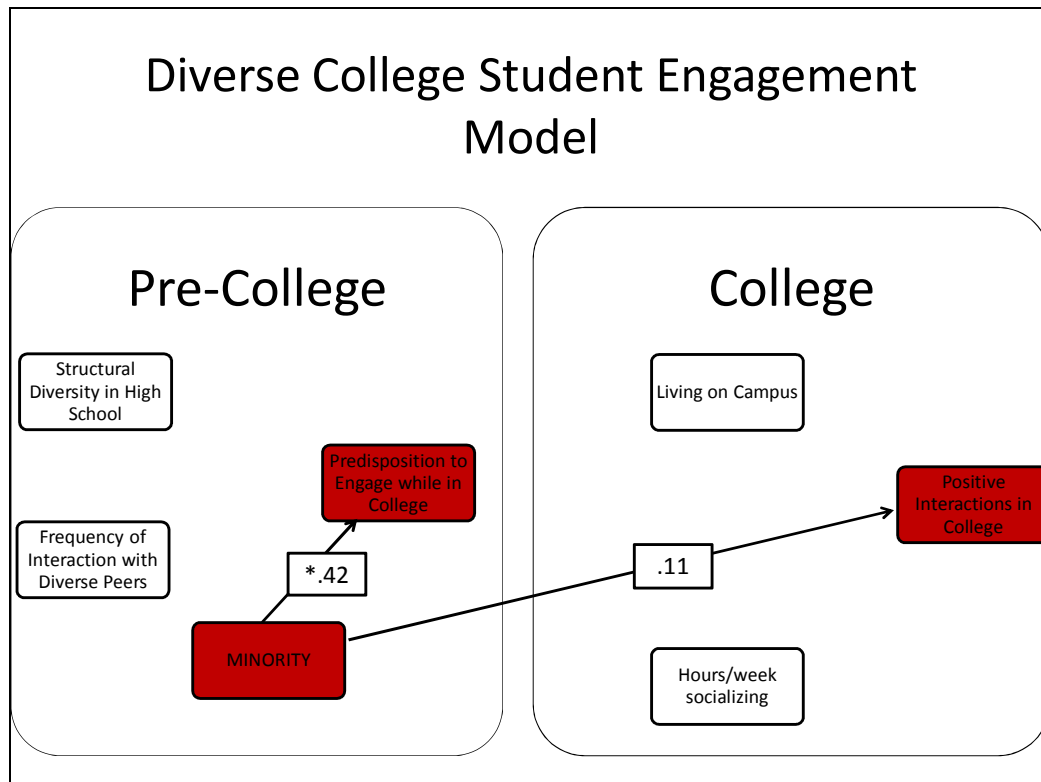 Diverse College Student Engagement
Model
Pre-College
Structural
Diversity in High
School
Predisposition to
Engage while in
College
Frequency of
Interaction with
Diverse Peers
*.42
MINORITY
College
Living on Campus
Positive
Interactions in
College
.11
Hours/week
socializing